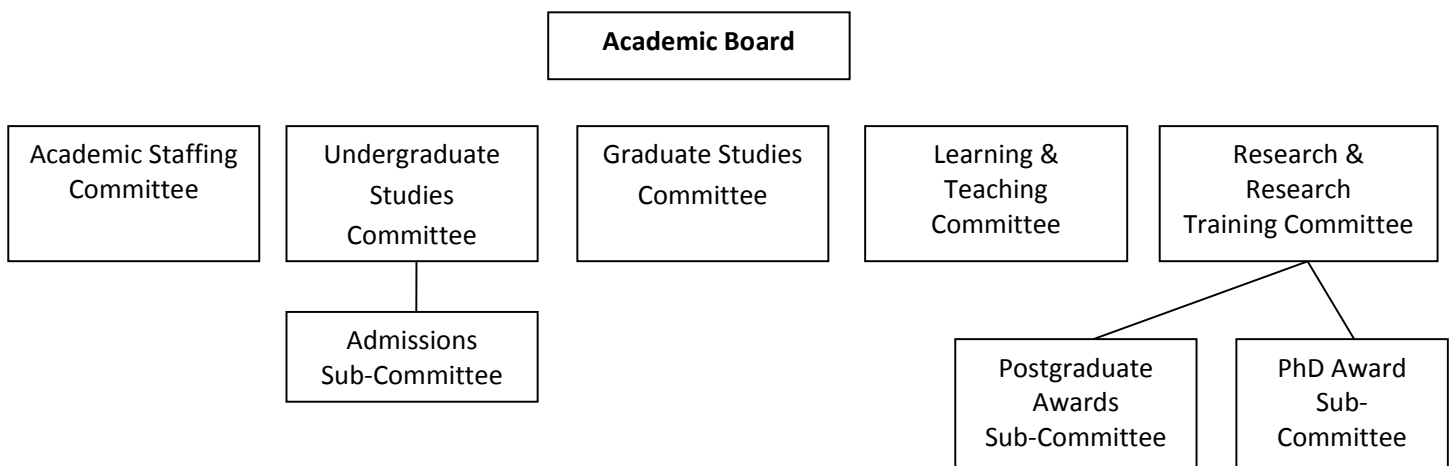 Academic Board
Academic Staffing
Committee
Undergraduate
Studies
Committee
Graduate Studies
Committee
Learning &
Teaching
Committee
Research &
Research
Training Committee
Admissions
Sub-Committee
Postgraduate
Awards
Sub-Committee
PhD Award
Sub-
Committee